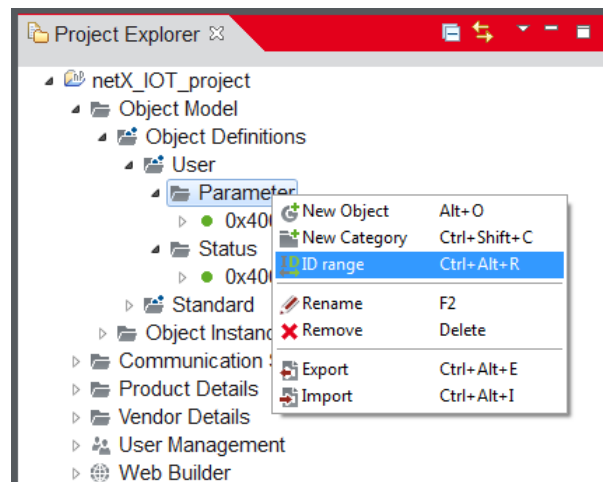 Project Explorer
netX_IOT_project
Object Model
Object Definitions
User
Parameter
New Object Alt+O
New Category Ctrl+Shift+C
ID range Ctrl+Alt+R
Rename F2
Remove Delete
Export Ctrl+Alt+E
Import Ctrl+Alt+I
Status
Standard
Communication
Product Details
Vendor Details
User Management
Web Builder